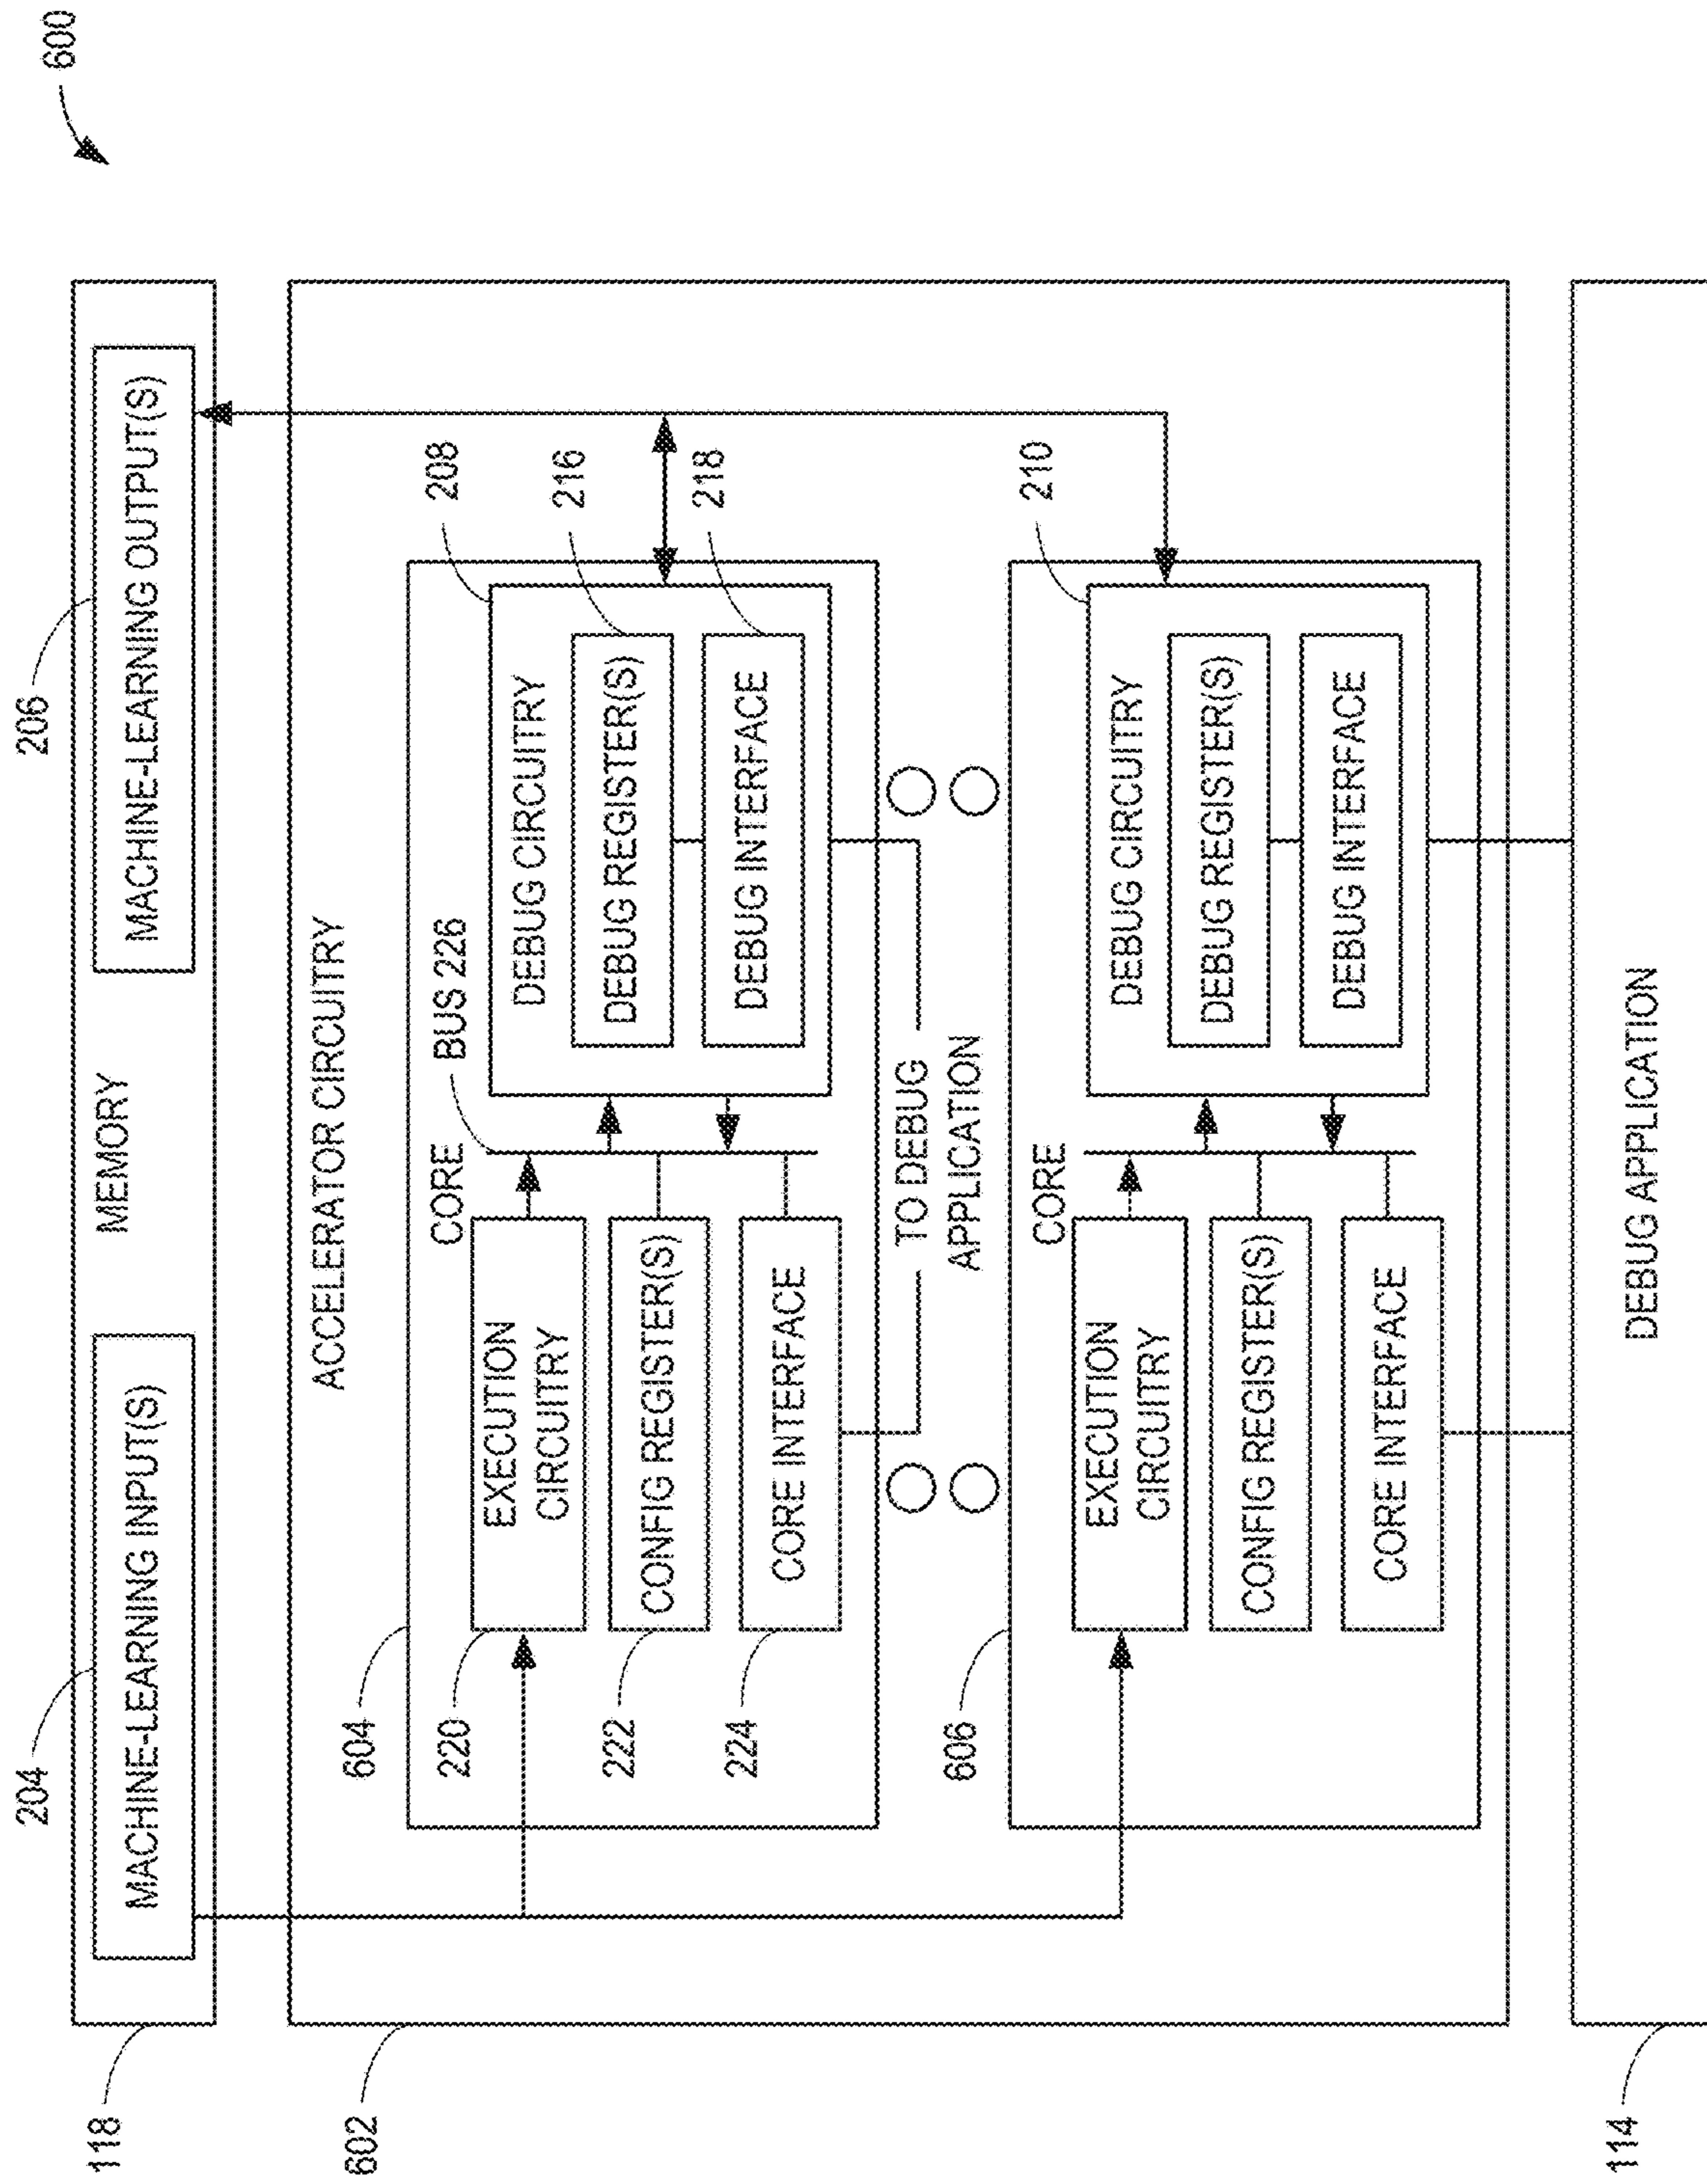 600
204
206
118
MACHINE-LEARNING INPUT(S)
MEMORY
MACHINE-LEARNING OUTPUT(S)
602
ACCELERATOR CIRCUITRY
604
CORE
BUS 226
208
220
EXECUTION
CIRCUITRY
DEBUG CIRCUITRY
216
222
CONFIG REGISTER(S)
DEBUG REGISTER(S)
218
224
CORE INTERFACE
DEBUG INTERFACE
TO DEBUG
APPLICATION
606
CORE
210
EXECUTION
CIRCUITRY
DEBUG CIRCUITRY
CONFIG REGISTER(S)
DEBUG REGISTER(S)
CORE INTERFACE
DEBUG INTERFACE
114
DEBUG APPLICATION